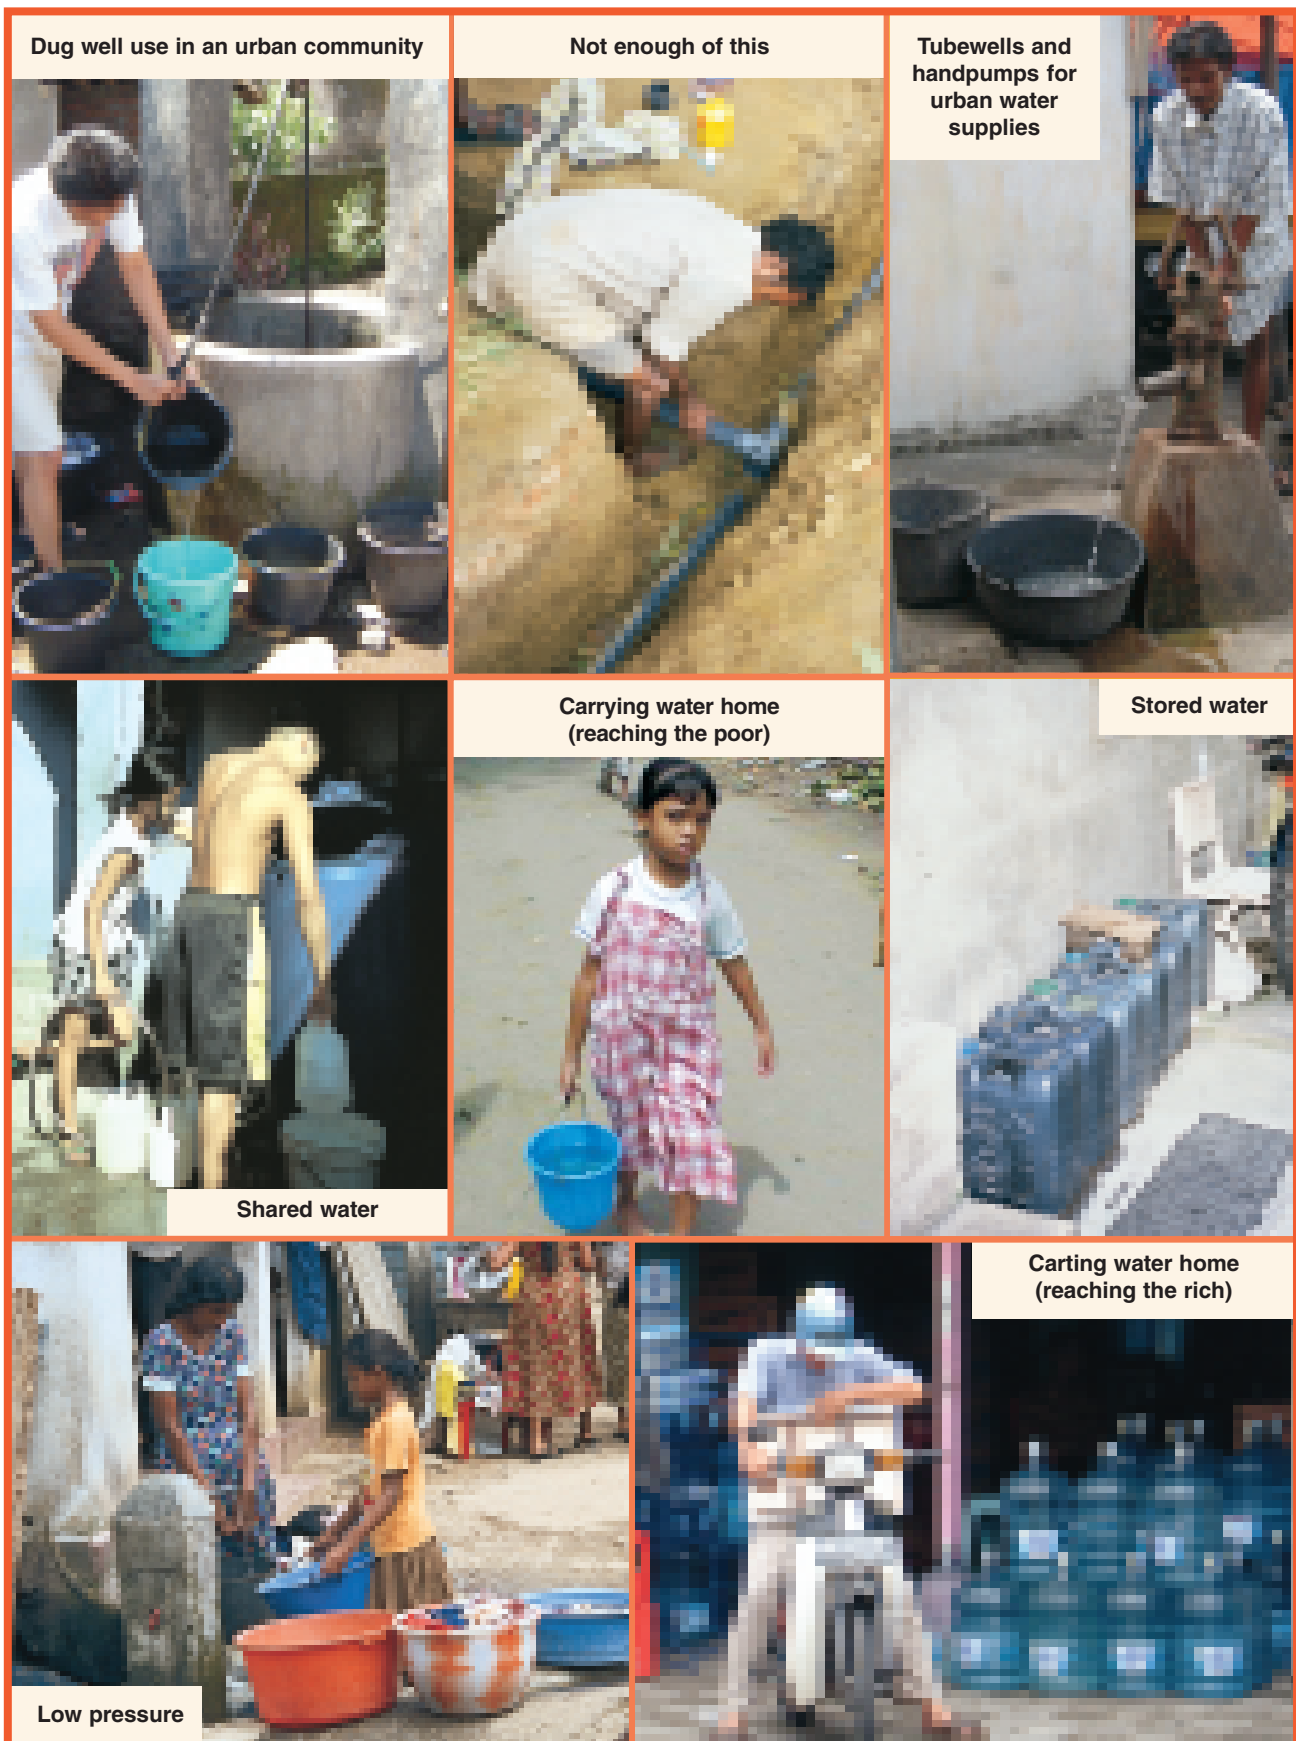 Dug well use in an urban community
Not enough of this
Tubewells and
handpumps for
urban water
supplies
Shared water
Carrying water home
(reaching the poor)
Stored water
Low pressure
Carting water home
(reaching the rich)